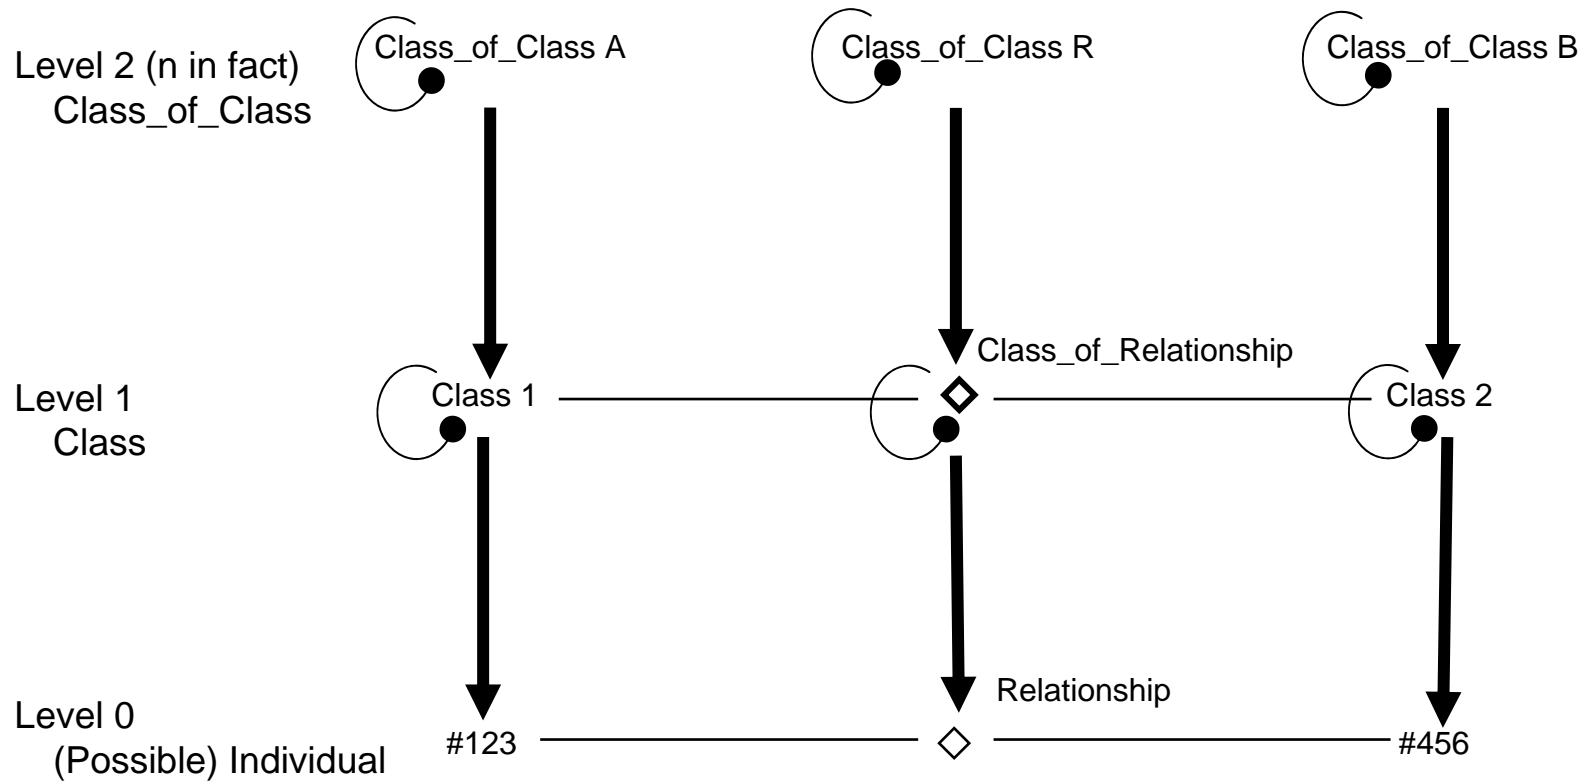 Level 2 (n in fact)
Class_of_Class
Class_of_Class A
Class_of_Class R
Class_of_Class B
Class_of_Relationship
Level 1
Class
Class 1
Class 2
Relationship
Level 0
(Possible) Individual
#123
#456